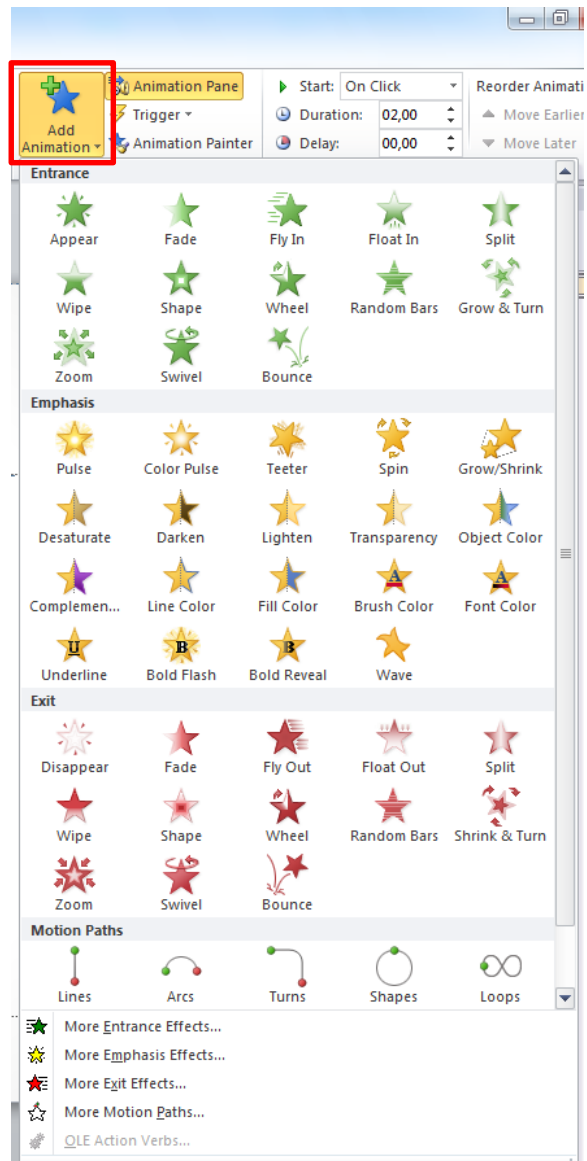 Add
Animation
Animation Pane
Trigger
Animation Painter
Start: On Click
Duration: 02,00
Delay: 00,00
Reorder Animati
Move Earlier
Move Later
Entrance
Appear Fade Fly In Float In Split
Wipe Shape Wheel Random Bars Grow & Turn
Zoom Swivel Bounce
Emphasis
Pulse Color Pulse Teeter Spin Grow/Shrink
Desaturate Darken Lighten Transparency Object Color
Complemen... Line Color Fill Color Brush Color Font Color
Underline Bold Flash Bold Reveal Wave
Exit
Disappear Fade Fly Out Float Out Split
Wipe Shape Wheel Random Bars Shrink & Turn
Zoom Swivel Bounce
Motion Paths
Lines Arcs Turns Shapes Loops
More Entrance Effects...
More Emphasis Effects...
More Exit Effects...
More Motion Paths...
OLE Action Verbs...